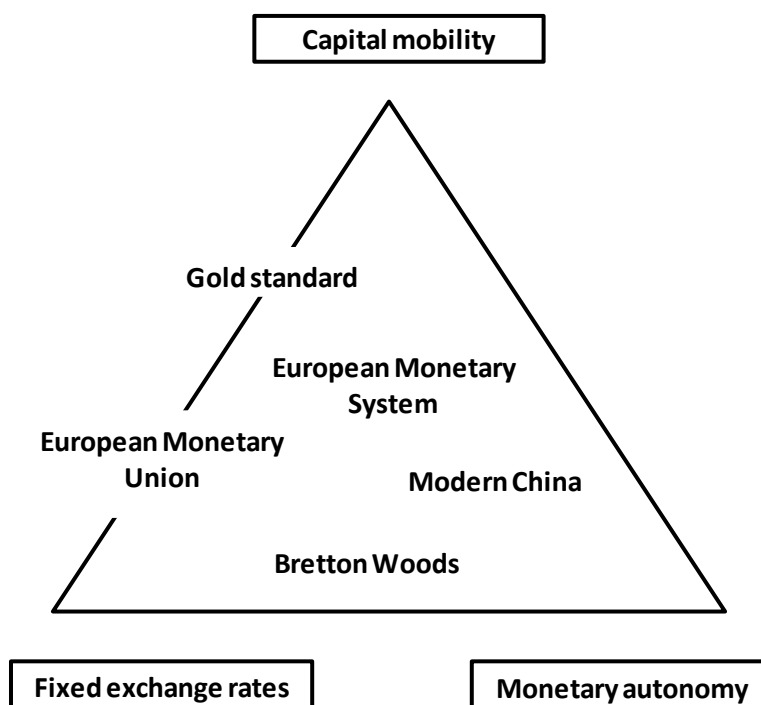 Capital mobility
Gold standard
European Monetary
System
European Monetary
Union
Modern China
Bretton Woods
Fixed exchange rates
Monetary autonomy